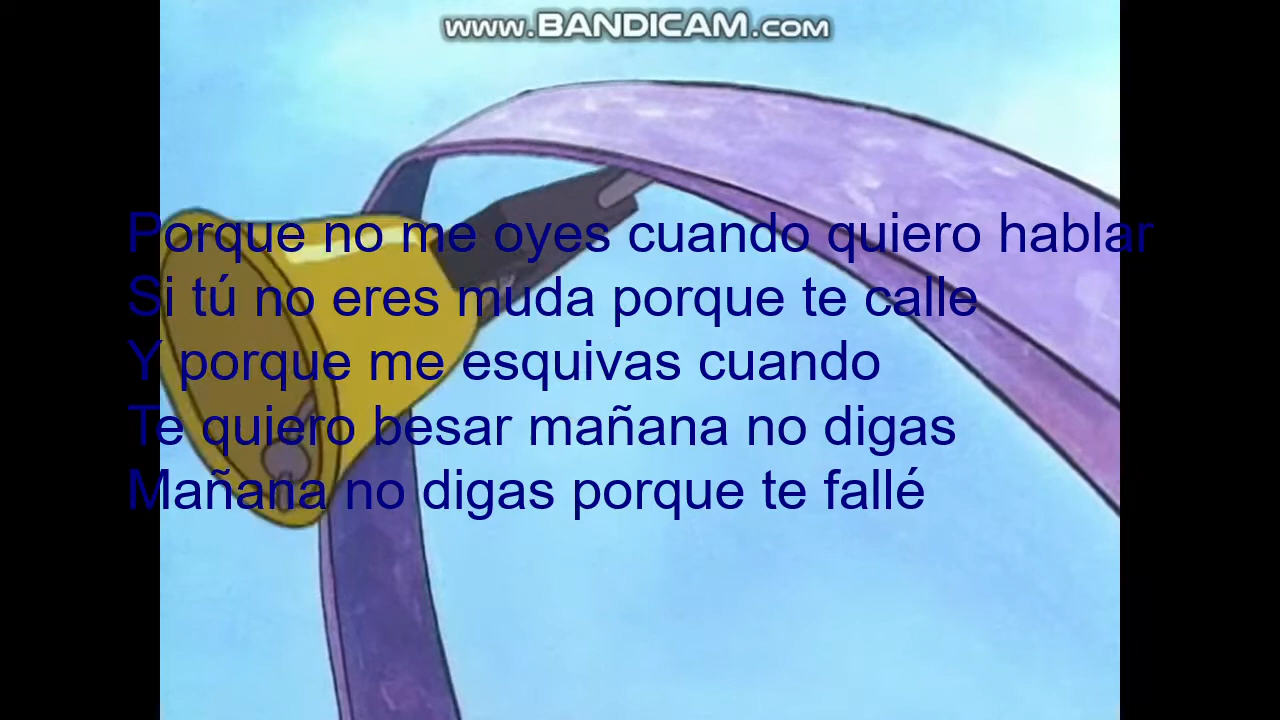 www.BANDICAM.com
Porque no me oyes cuando quiero hablar
Si tú no eres muda porque te calle
Y porque me esquivas cuando
Te quiero besar mañana no digas
Mañana no digas porque te fallé